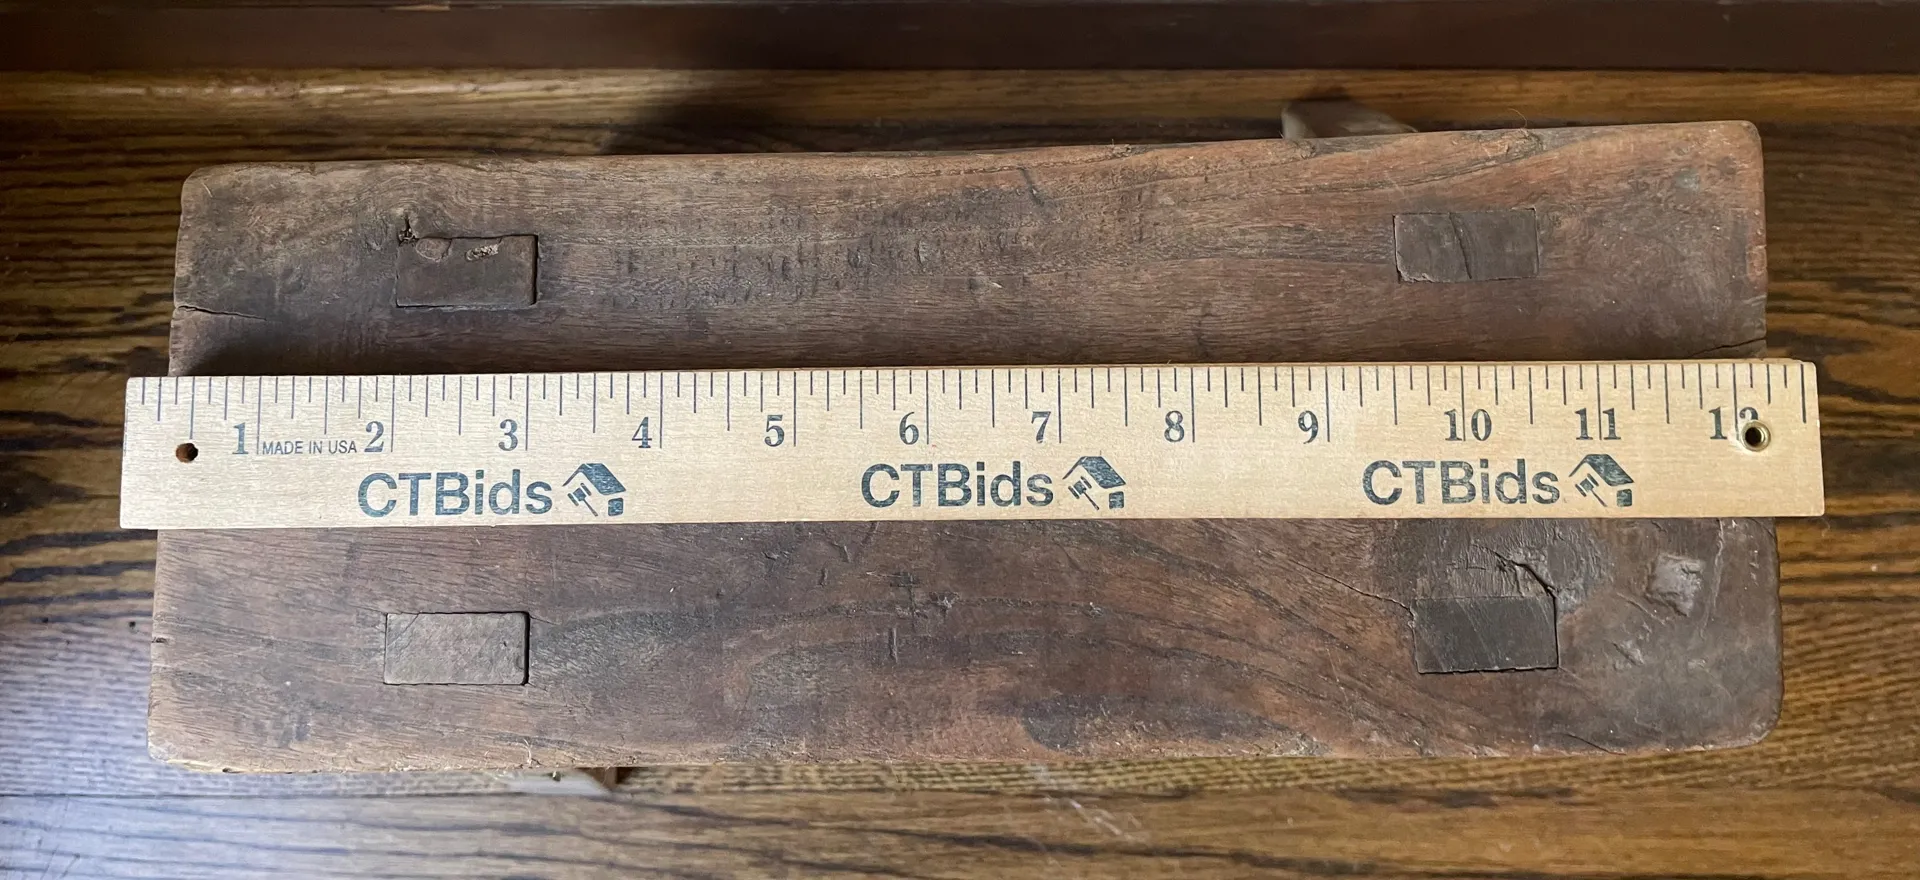 1 2 3 4 5 6 7 8 9 10 11 12
MADE IN USA
CTBids CTBids CTBids